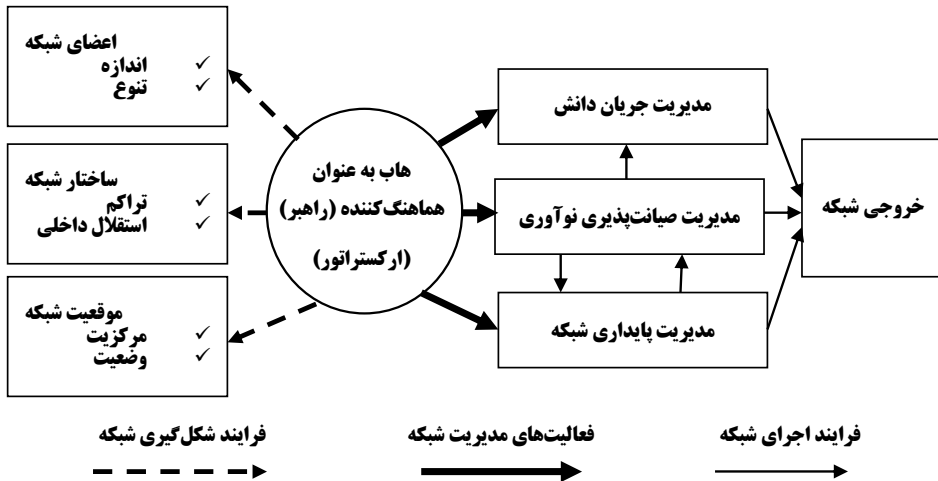 اعضای شبکه
✓ اندازه
✓ تنوع
ساختار شبکه
✓ تراکم
✓ استقلال داخلی
موقعیت شبکه
✓ مرکزیت
✓ وضعیت
هاب به عنوان
هماهنگ‌کننده (راهبر)
(ارکستراتور)
مدیریت جریان دانش
مدیریت صیانت‌پذیری نوآوری
مدیریت پایداری شبکه
خروجی شبکه
فرایند شکل‌گیری شبکه
فعالیت‌های مدیریت شبکه
فرایند اجرای شبکه